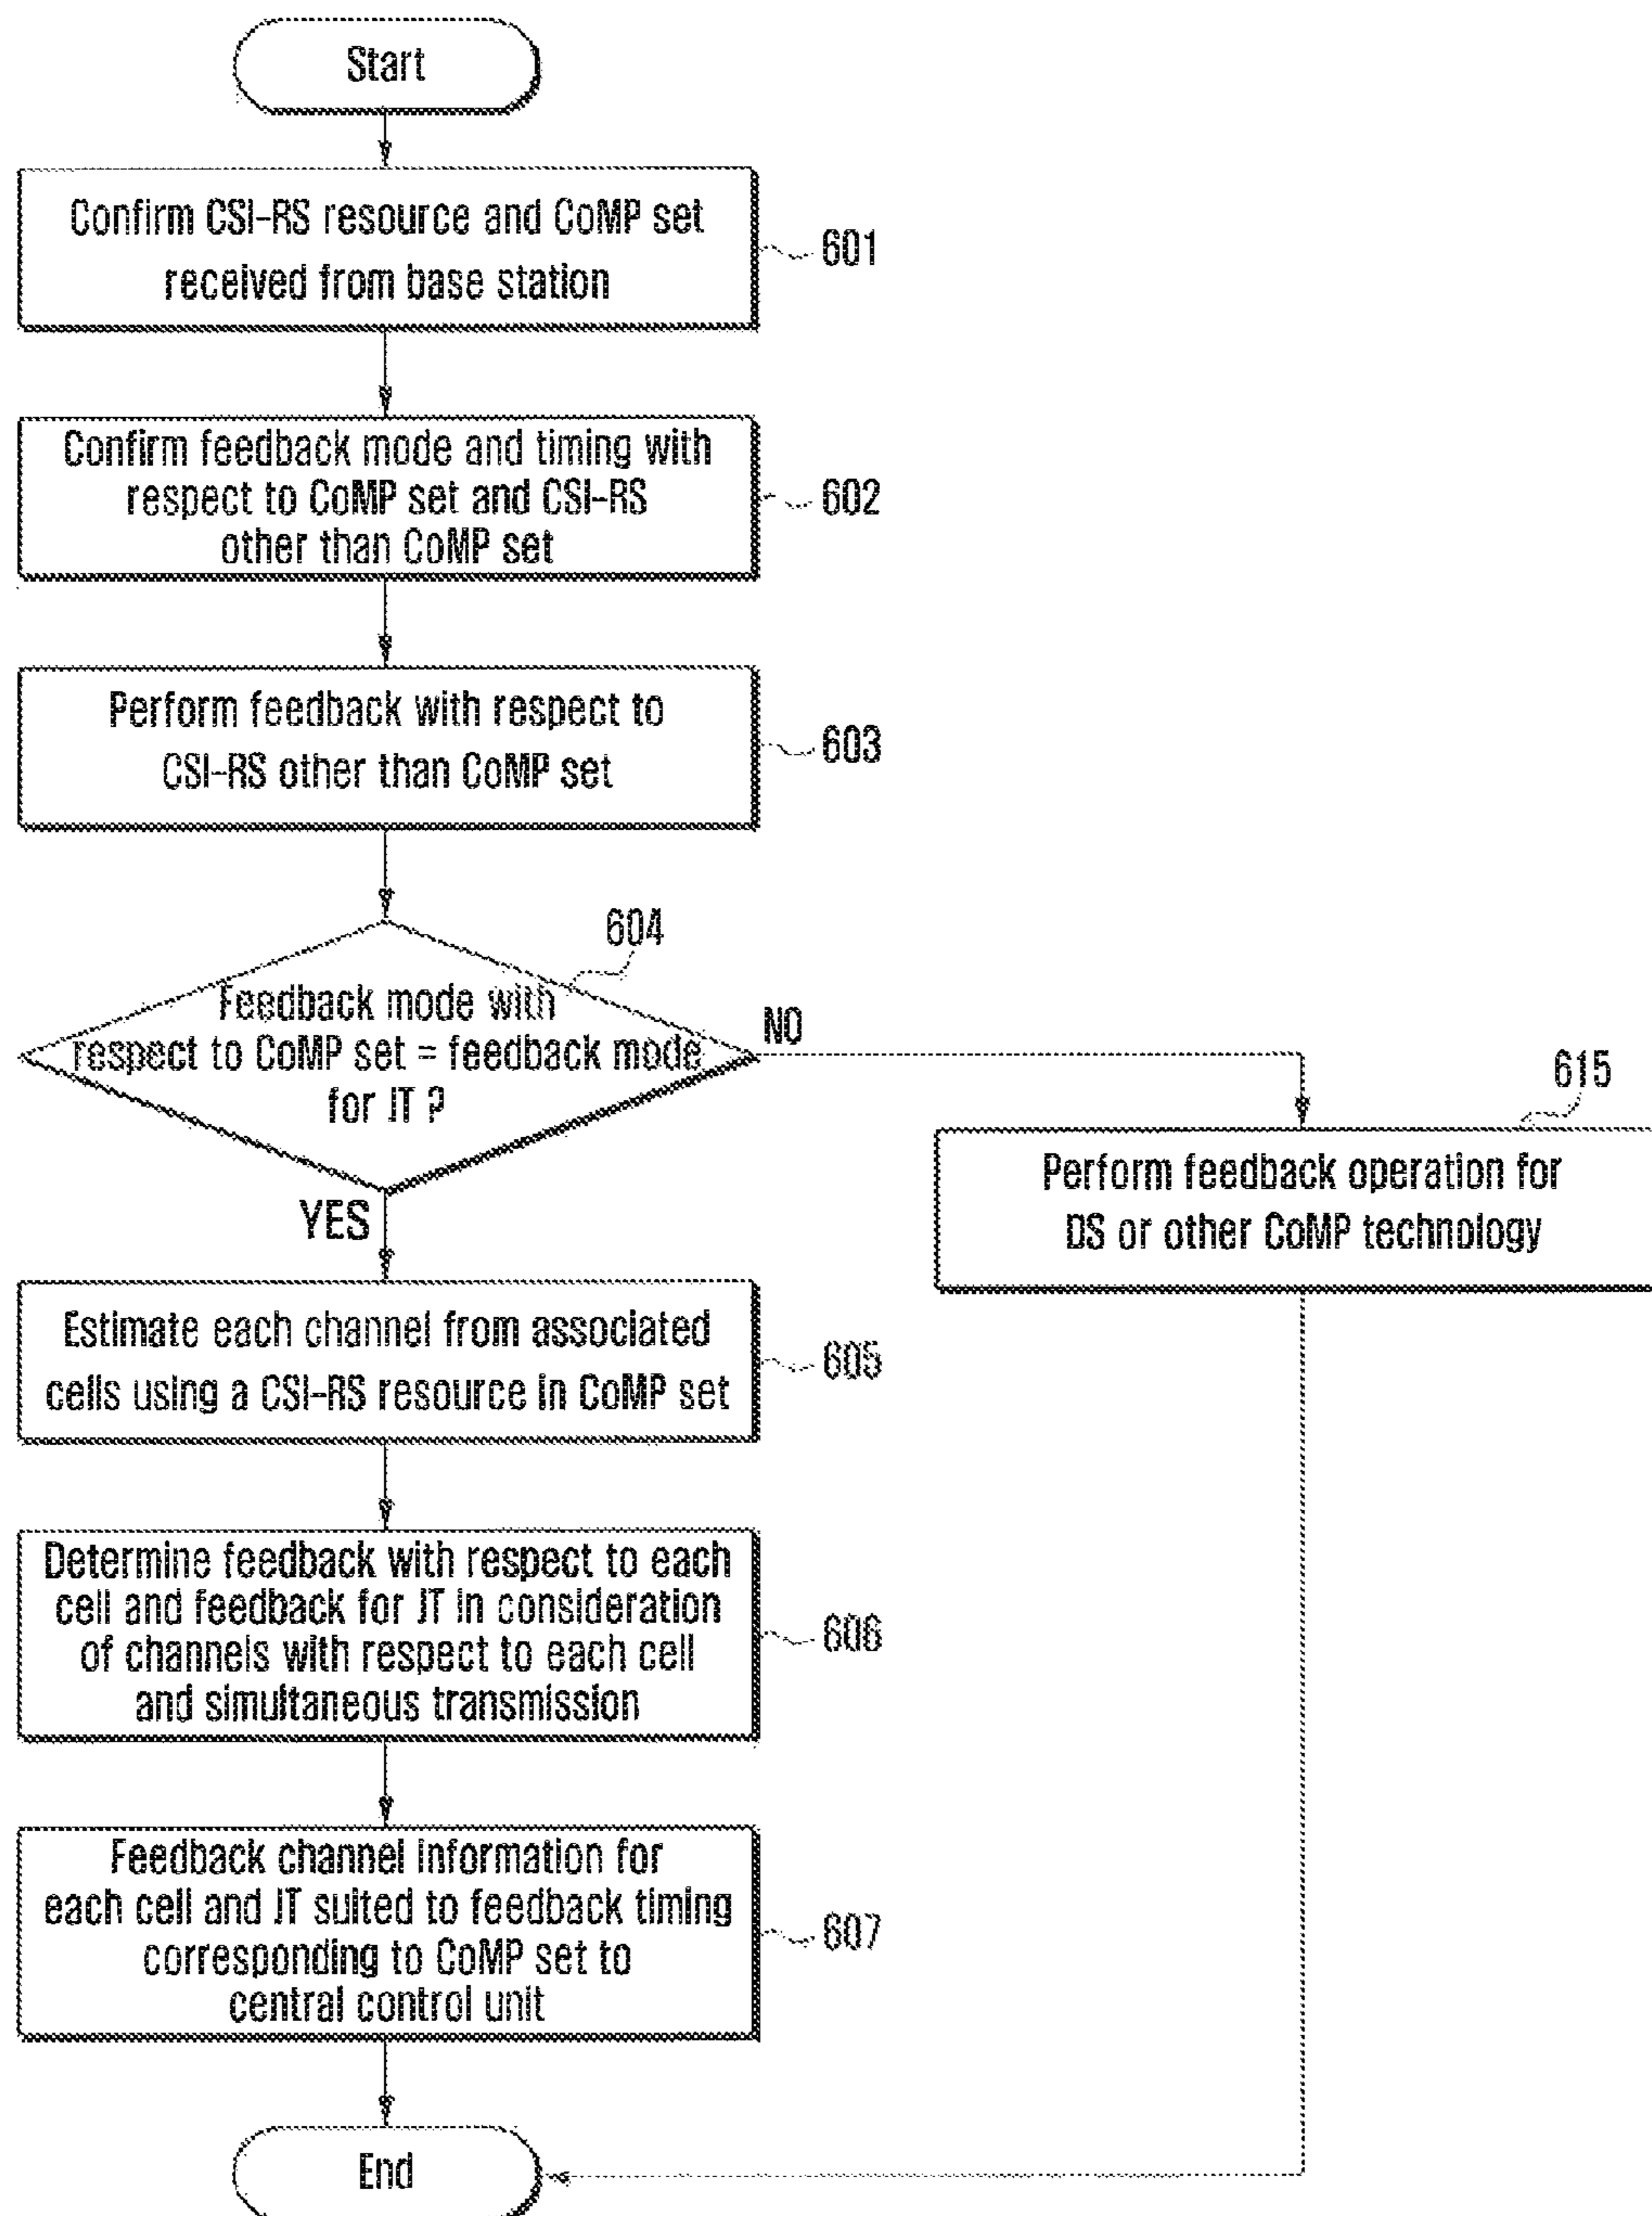 Start
Confirm CSI-RS resource and CoMP set
received from base station
601
Confirm feedback mode and timing with
respect to CoMP set and CSI-RS
other than CoMP set
602
Perform feedback with respect to
CSI-RS other than CoMP set
603
604
Feedback mode with
respect to CoMP set = feedback mode
for JT ?
NO
YES
615
Perform feedback operation for
DS or other CoMP technology
Estimate each channel from associated
cells using a CSI-RS resource in CoMP set
605
Determine feedback with respect to each
cell and feedback for JT in consideration
of channels with respect to each cell
and simultaneous transmission
606
Feedback channel information for
each cell and JT suited to feedback timing
corresponding to CoMP set to
central control unit
607
End